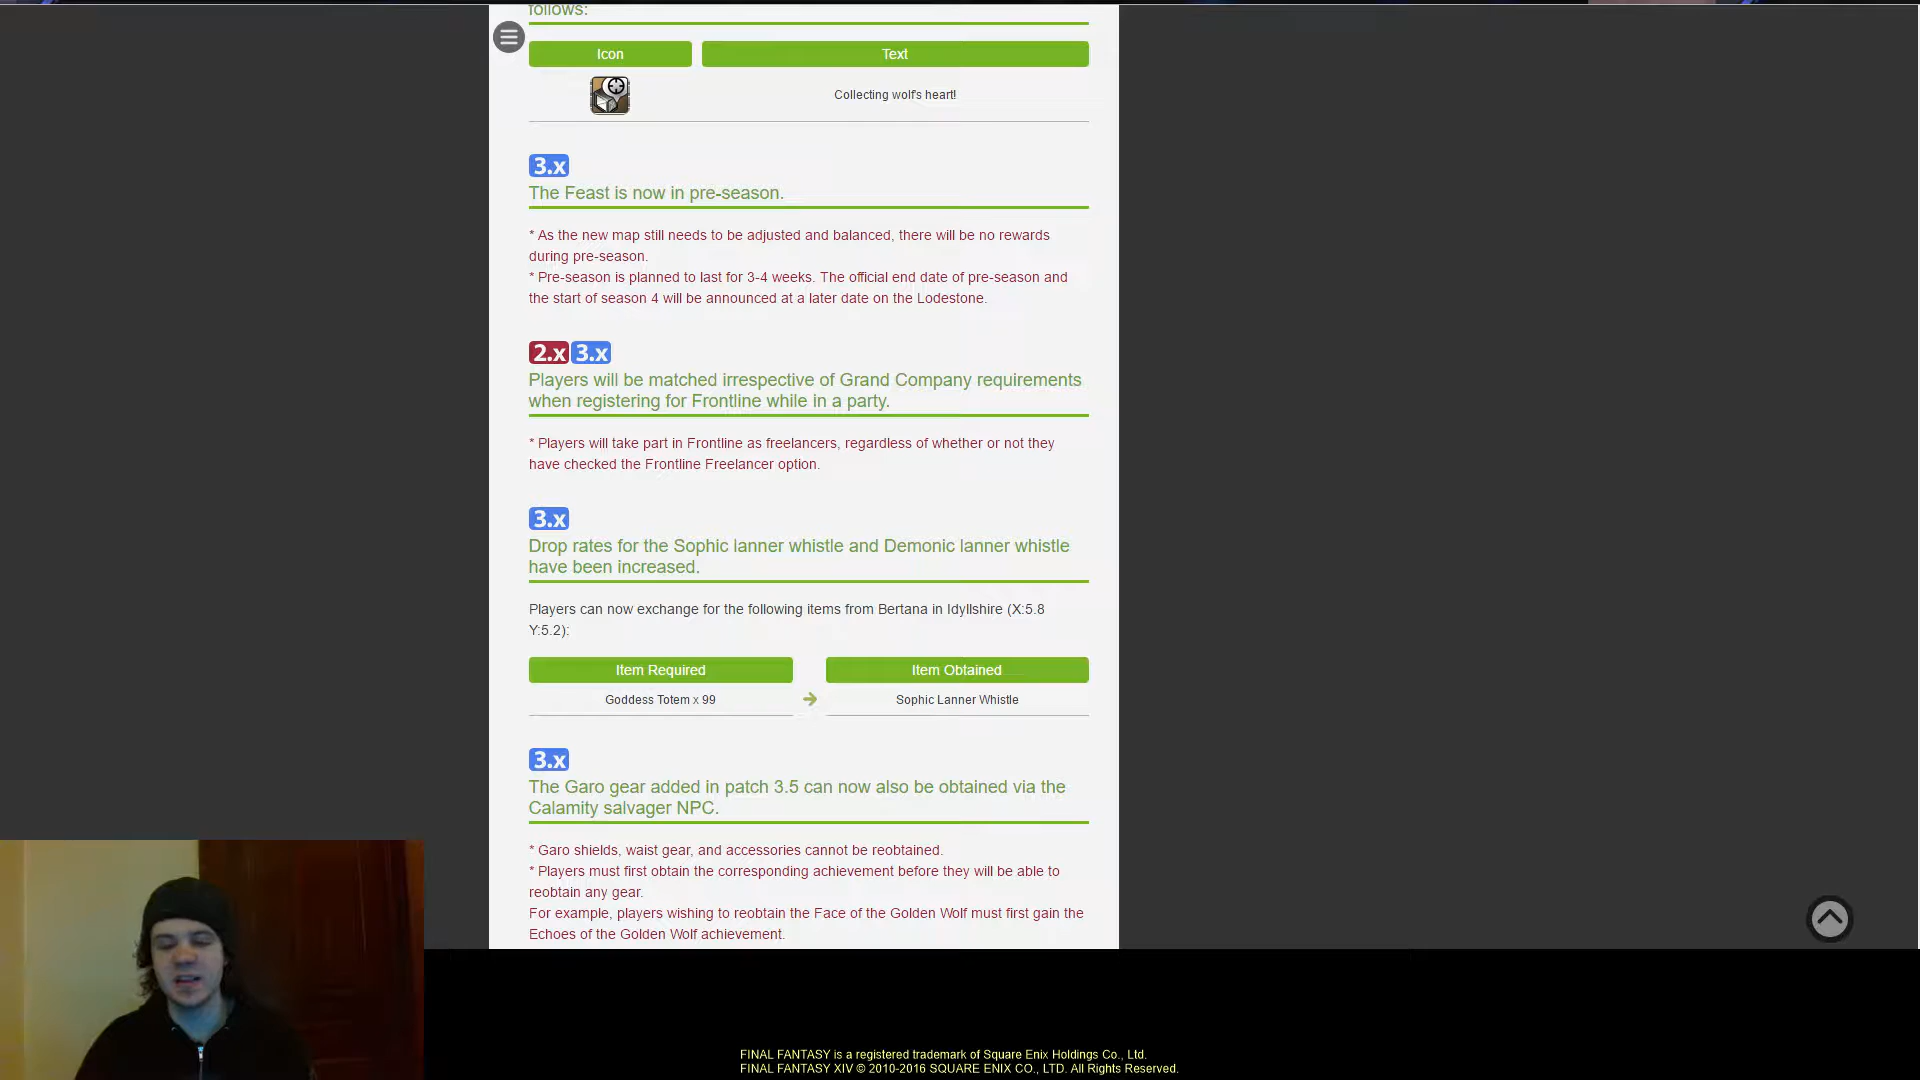 follows:
Icon
Text
Collecting wolf's heart!
3.x
The Feast is now in pre-season.
* As the new map still needs to be adjusted and balanced, there will be no rewards
during pre-season.
* Pre-season is planned to last for 3-4 weeks. The official end date of pre-season and
the start of season 4 will be announced at a later date on the Lodestone.
2.x 3.x
Players will be matched irrespective of Grand Company requirements
when registering for Frontline while in a party.
* Players will take part in Frontline as freelancers, regardless of whether or not they
have checked the Frontline Freelancer option.
3.x
Drop rates for the Sophic lanner whistle and Demonic lanner whistle
have been increased.
Players can now exchange for the following items from Bertana in Idyllshire (X:5.8
Y:5.2):
Item Required
Item Obtained
Goddess Totem x 99
Sophic Lanner Whistle
3.x
The Garo gear added in patch 3.5 can now also be obtained via the
Calamity salvager NPC.
* Garo shields, waist gear, and accessories cannot be reobtained.
* Players must first obtain the corresponding achievement before they will be able to
reobtain any gear.
For example, players wishing to reobtain the Face of the Golden Wolf must first gain the
Echoes of the Golden Wolf achievement.
FINAL FANTASY is a registered trademark of Square Enix Holdings Co., Ltd.
FINAL FANTASY XIV © 2010-2016 SQUARE ENIX CO., LTD. All Rights Reserved.